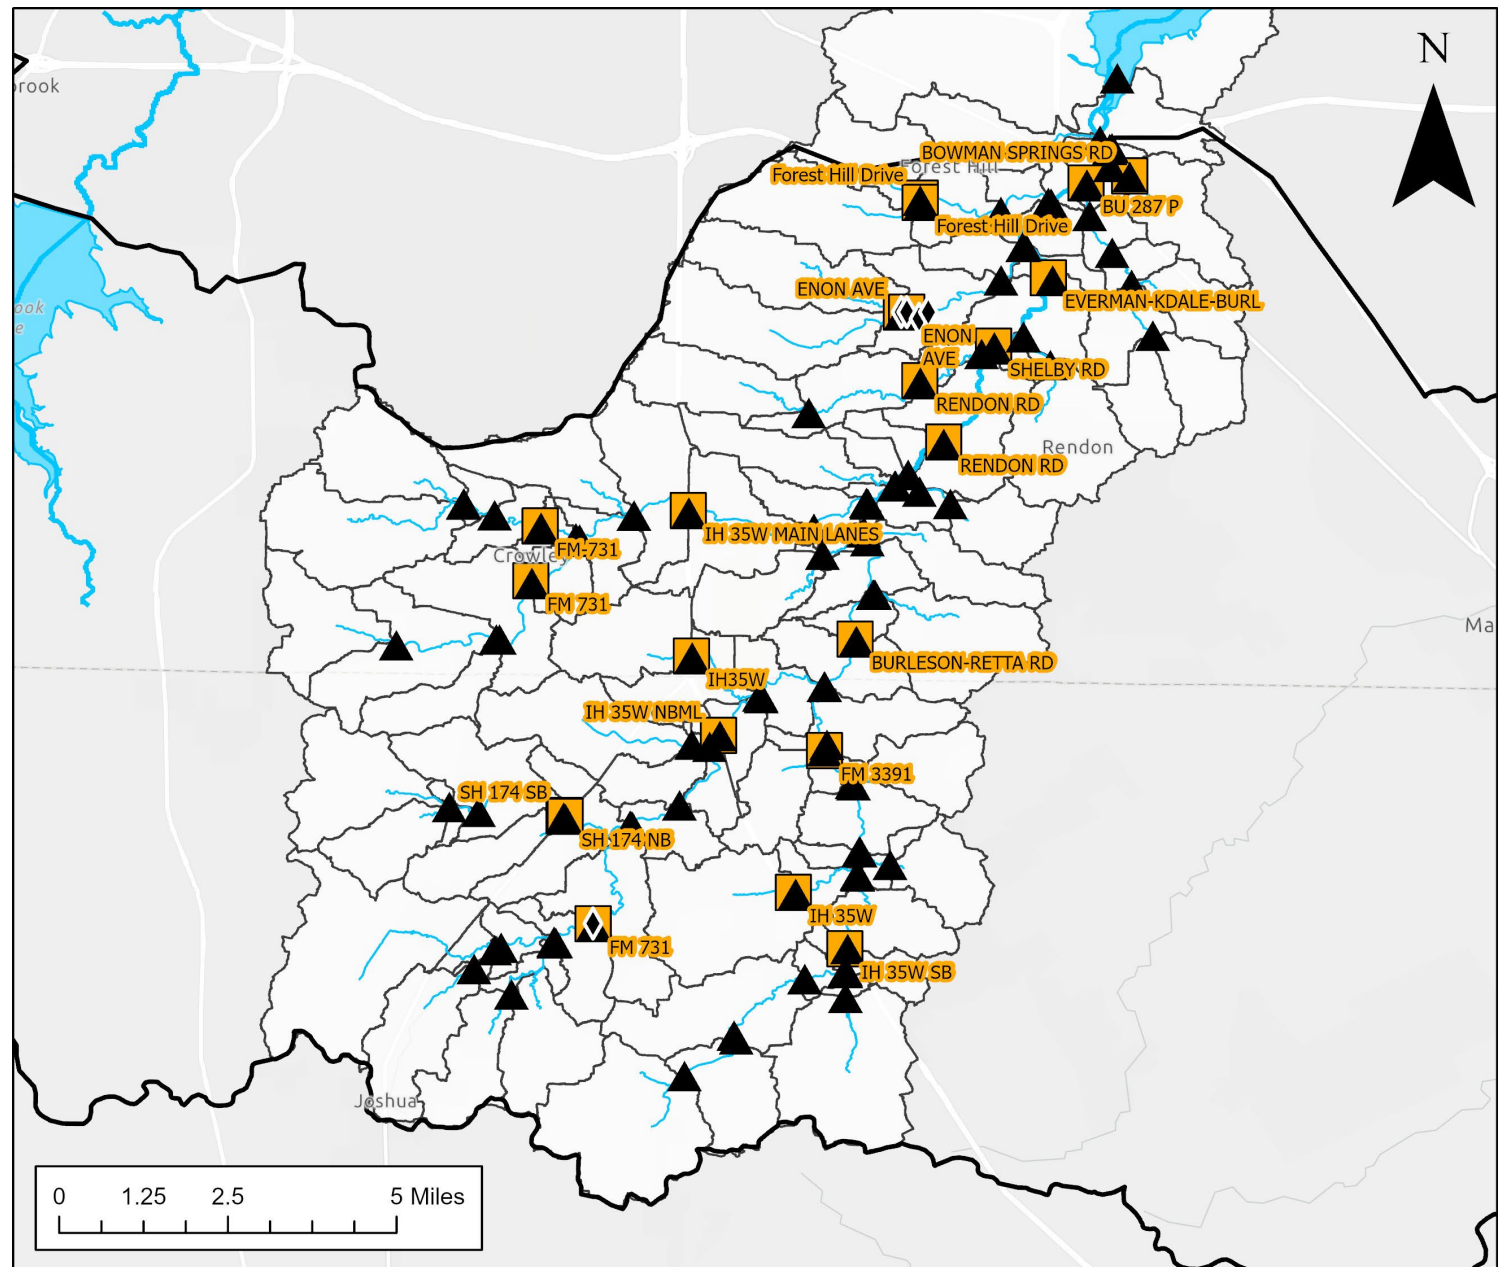 N
brook
BOWMAN SPRINGS RD
Forest Hill
Forest Hill Drive
BU 287 P
Forest Hill Drive
ENON AVE
EVERMAN-KDALE-BURL
ook
e
ENON
AVE
SHELBY RD
RENDON RD
Rendon
RENDON RD
IH 35W MAIN LANES
FM-731
Crowley
FM 731
Ma
BURLESON-RETTA RD
IH35W
IH 35W NBML
FM 3391
SH 174 SB
SH 174 NB
IH 35W
FM 731
IH 35W SB
Joshua
0 1.25 2.5 5 Miles